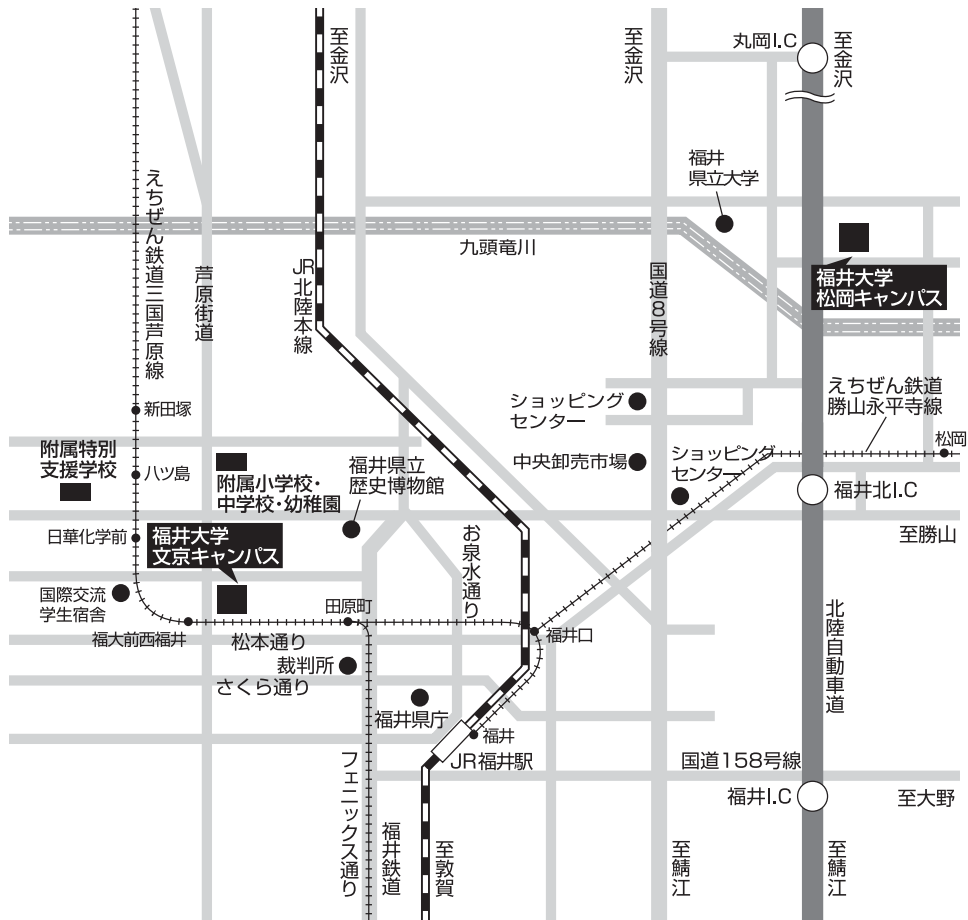 至金沢
至金沢
丸岡I.C
至金沢
福井
県立大学
えちぜん鉄道三国芦原線
芦原街道
JR北陸本線
九頭竜川
国道8号線
福井大学
松岡キャンパス
新田塚
ショッピング
センター
えちぜん鉄道
勝山永平寺線
松岡
附属特別
支援学校
八ツ島
附属小学校・
中学校・幼稚園
福井県立
歴史博物館
中央卸売市場
ショッピング
センター
福井北I.C
至勝山
日華化学前
福井大学
文京キャンパス
お泉水通り
国際交流
学生宿舎
福大前西福井
松本通り
田原町
福井口
北陸自動車道
裁判所
さくら通り
福井県庁
福井
JR福井駅
国道158号線
福井I.C
至大野
フェニックス通り
福井鉄道
至敦賀
至鯖江
至鯖江